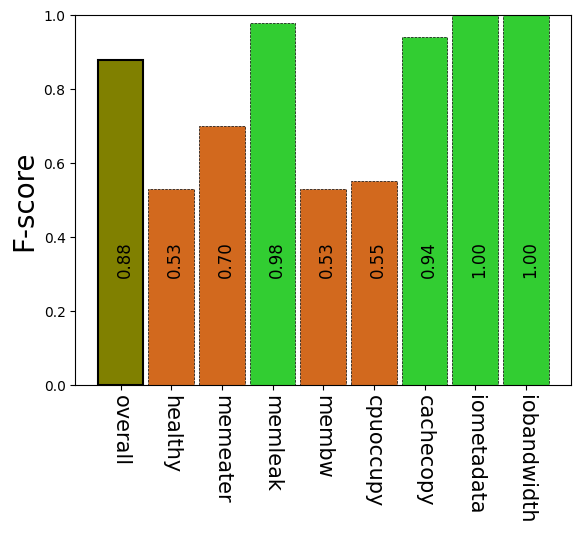 F-score
1.0
0.8
0.6
0.4
0.2
0.0
0.88
0.53
0.70
0.98
0.53
0.55
0.94
1.00
1.00
overall
healthy
memeater
memleak
membw
cpuoccupy
cachecopy
iometadata
iobandwidth